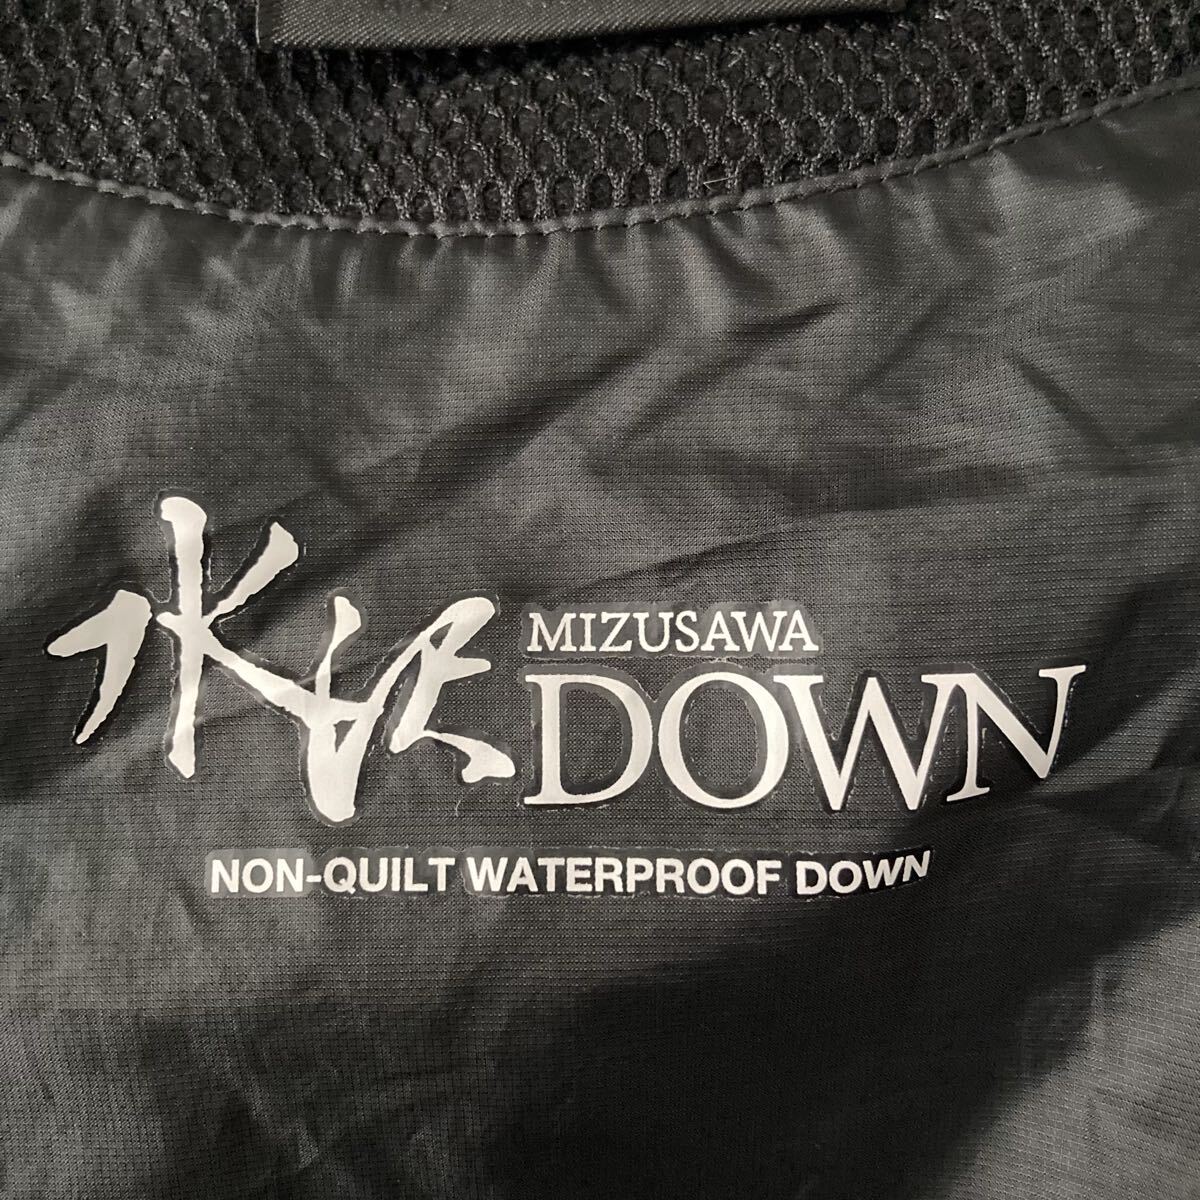 水沢
MIZUSAWA
DOWN
NON-QUILT WATERPROOF DOWN